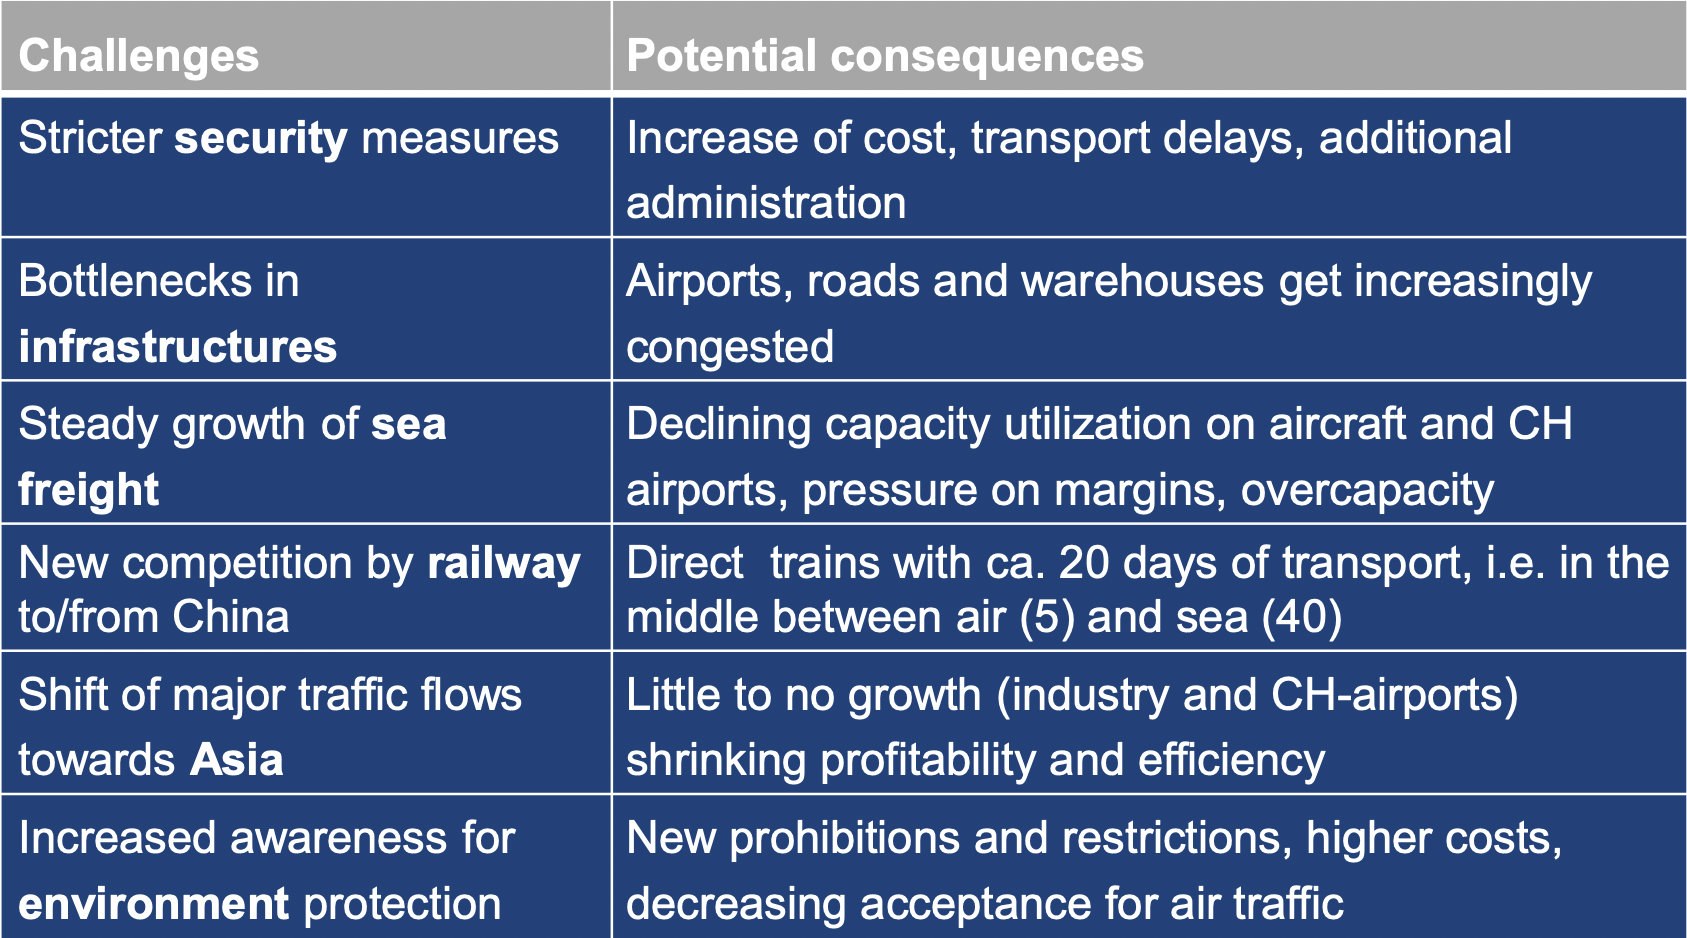 Challenges
Potential consequences
Stricter security measures
Increase of cost, transport delays, additional
administration
Bottlenecks in
infrastructures
Airports, roads and warehouses get increasingly
congested
Steady growth of sea
freight
Declining capacity utilization on aircraft and CH
airports, pressure on margins, overcapacity
New competition by railway
to/from China
Direct  trains with ca. 20 days of transport, i.e. in the
middle between air (5) and sea (40)
Shift of major traffic flows
towards Asia
Little to no growth (industry and CH-airports)
shrinking profitability and efficiency
Increased awareness for
environment protection
New prohibitions and restrictions, higher costs,
decreasing acceptance for air traffic